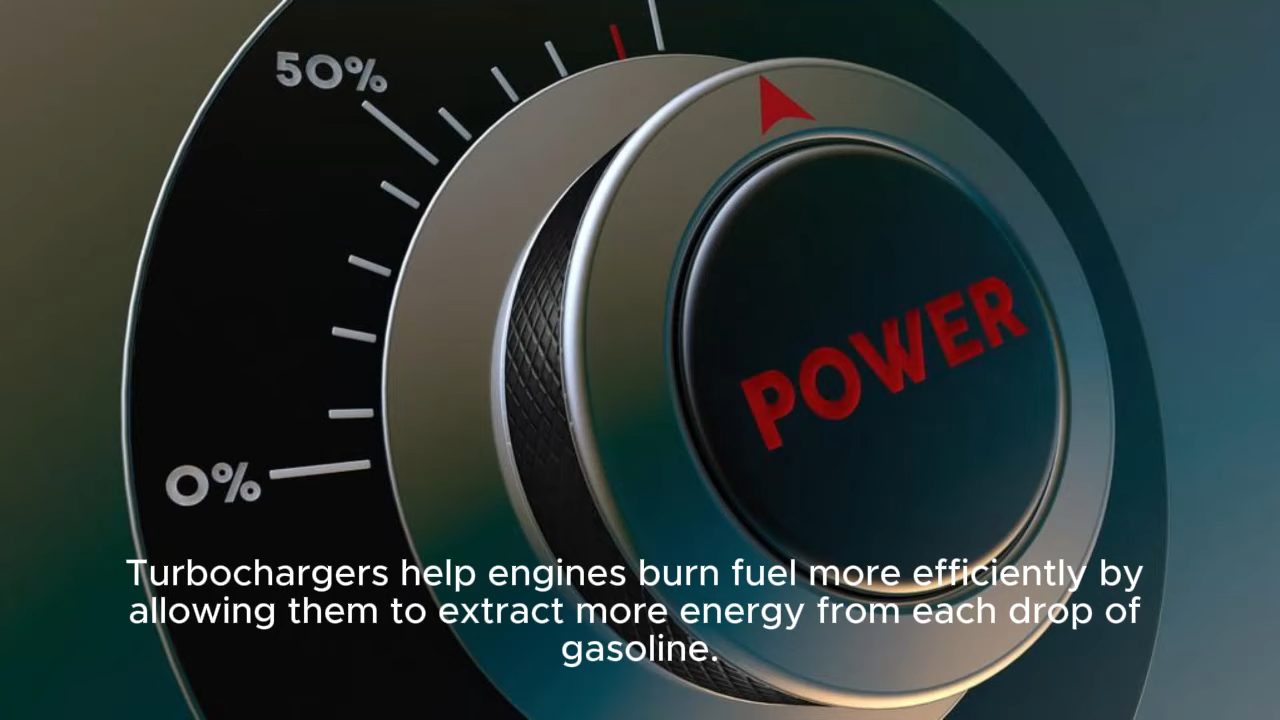 50%
POWER
0%
Turbochargers help engines burn fuel more efficiently by
allowing them to extract more energy from each drop of
gasoline.